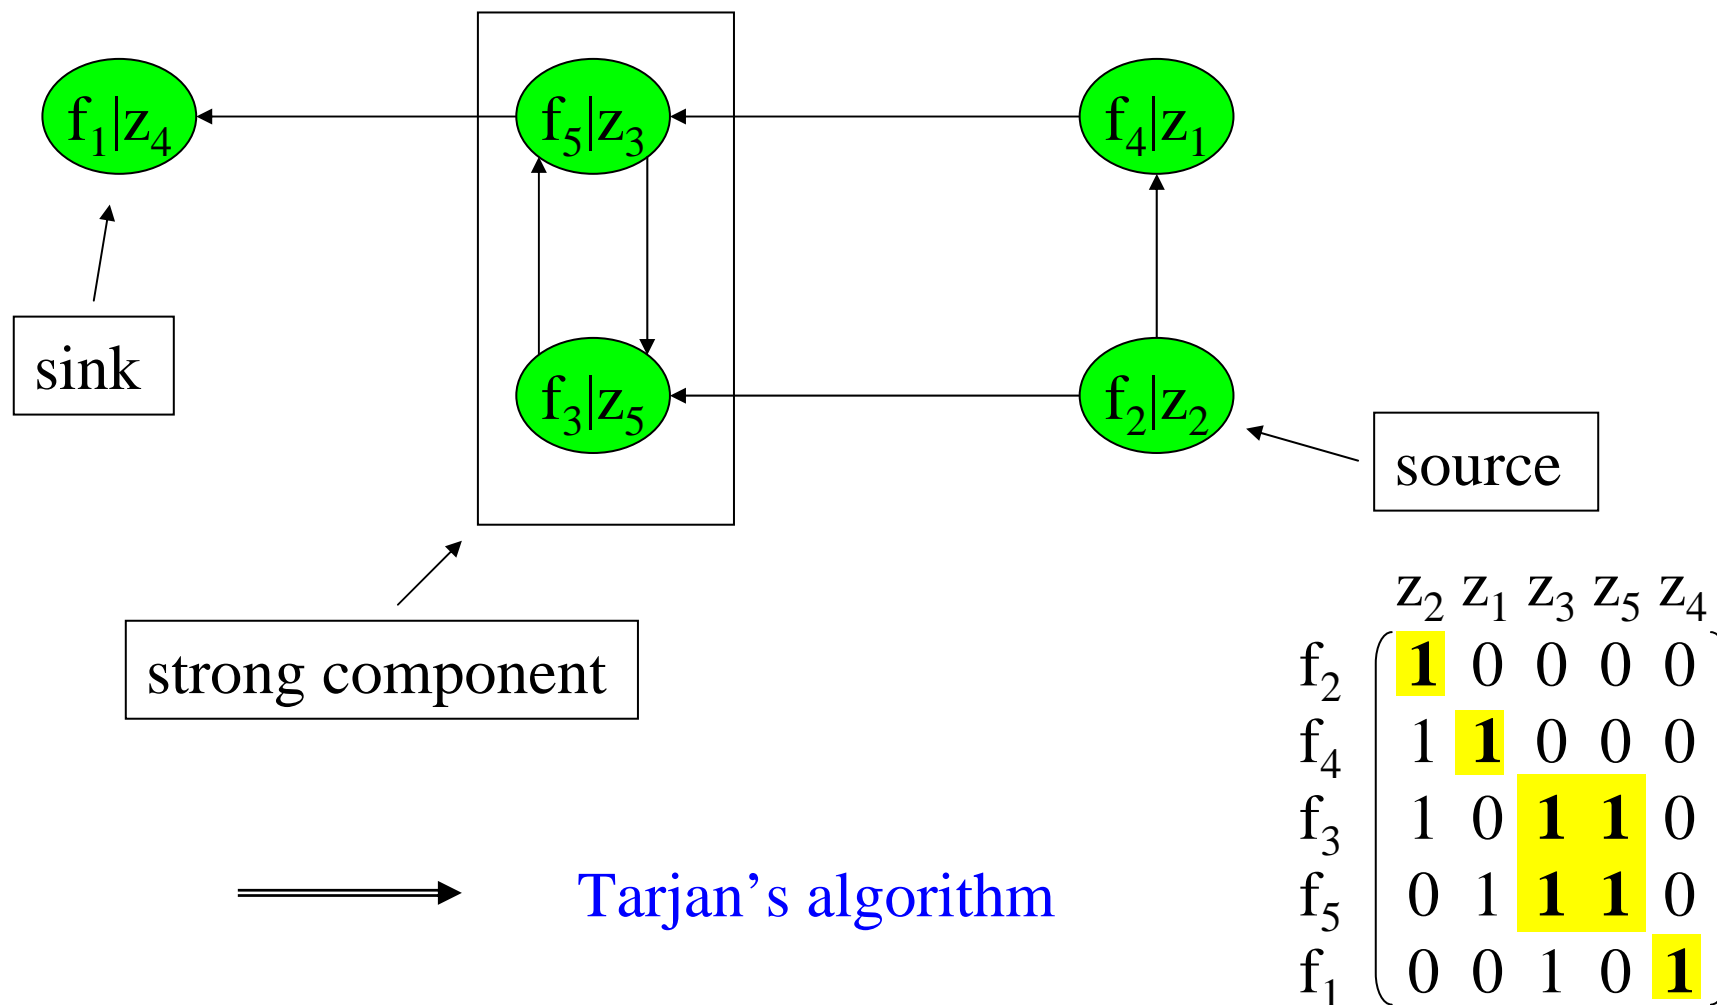 f₁|z₄ f₅|z₃ f₄|z₁
sink
f₃|z₅ f₂|z₂
source
strong component
z₂ z₁ z₃ z₅ z₄
f₂ 1 0 0 0 0
f₄ 1 1 0 0 0
f₃ 1 0 1 1 0
f₅ 0 1 1 1 0
f₁ 0 0 1 0 1
Tarjan’s algorithm